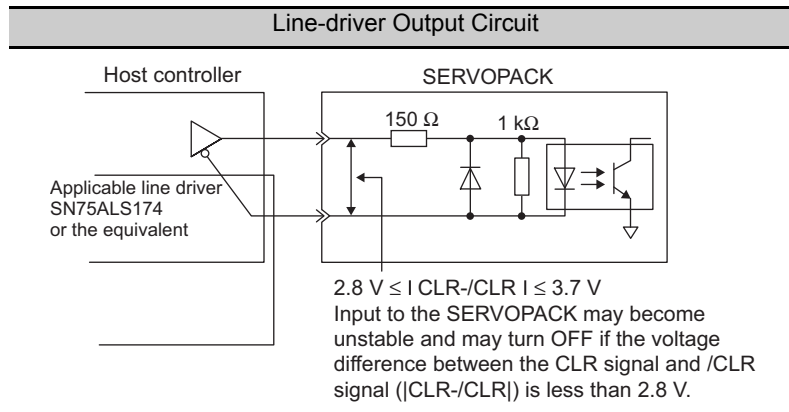 Line-driver Output Circuit
Host controller
SERVOPACK
150 Ω
1 kΩ
Applicable line driver
SN75ALS174
or the equivalent
2.8 V ≤ I CLR-/CLR I ≤ 3.7 V
Input to the SERVOPACK may become
unstable and may turn OFF if the voltage
difference between the CLR signal and /CLR
signal (|CLR-/CLR|) is less than 2.8 V.